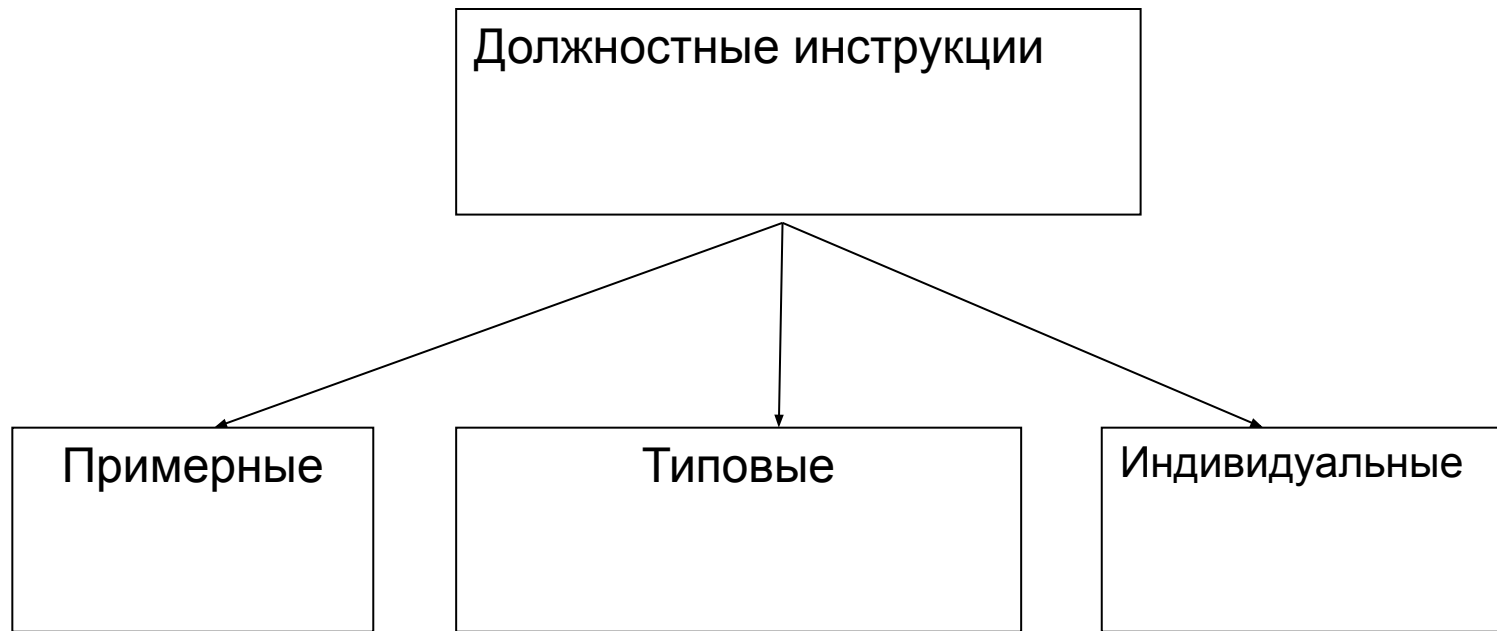 Должностные инструкции
Примерные
Типовые
Индивидуальные